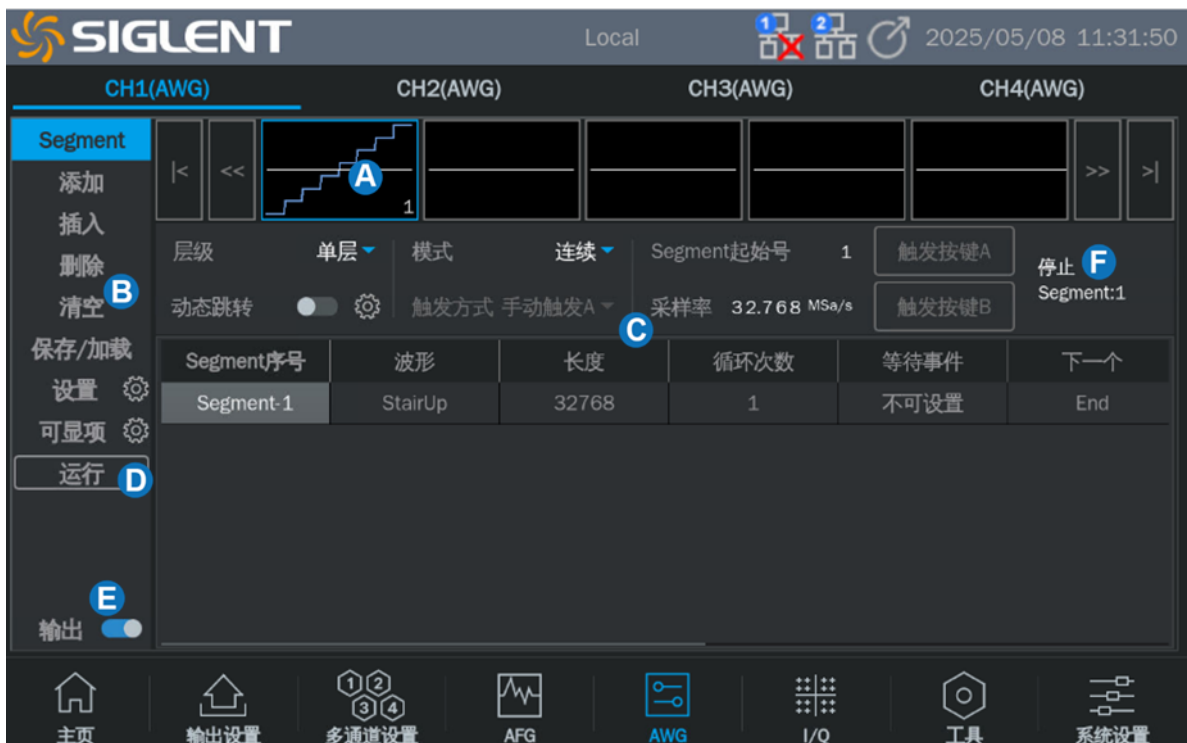 SIGLENT Local 1 2 2025/05/08 11:31:50
CH1(AWG) CH2(AWG) CH3(AWG) CH4(AWG)
Segment
添加
插入
删除
清空 B
保存/加载
设置
可显项
运行 D
E
输出
|< << A 1 >> >|
层级 单层 模式 连续 Segment起始号 1 触发按键A 停止 F
Segment:1
动态跳转 触发方式 手动触发A C 采样率 32.768 MSa/s 触发按键B
Segment序号 波形 长度 循环次数 等待事件 下一个
Segment-1 StairUp 32768 1 不可设置 End
1 2
3 4
主页 输出设置 多通道设置 AFG AWG I/Q 工具 系统设置